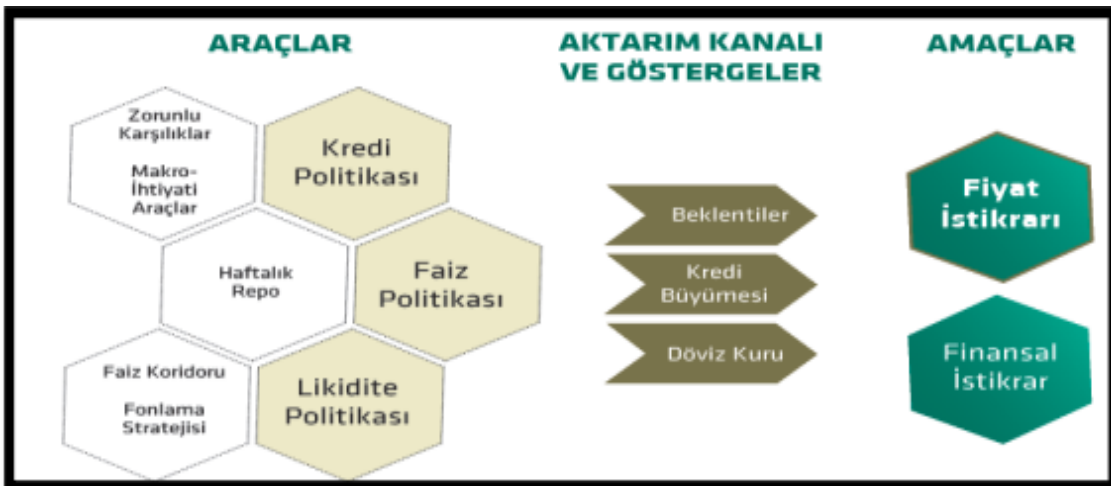 ARAÇLAR
AKTARIM KANALI
VE GÖSTERGELER
AMAÇLAR
Zorunlu
Karşılıklar
Makro-
İhtiyati
Araçlar
Kredi
Politikası
Haftalık
Repo
Faiz
Politikası
Faiz Koridoru
Fonlama
Stratejisi
Likidite
Politikası
Beklentiler
Kredi
Büyümesi
Döviz Kuru
Fiyat
İstikrarı
Finansal
İstikrar